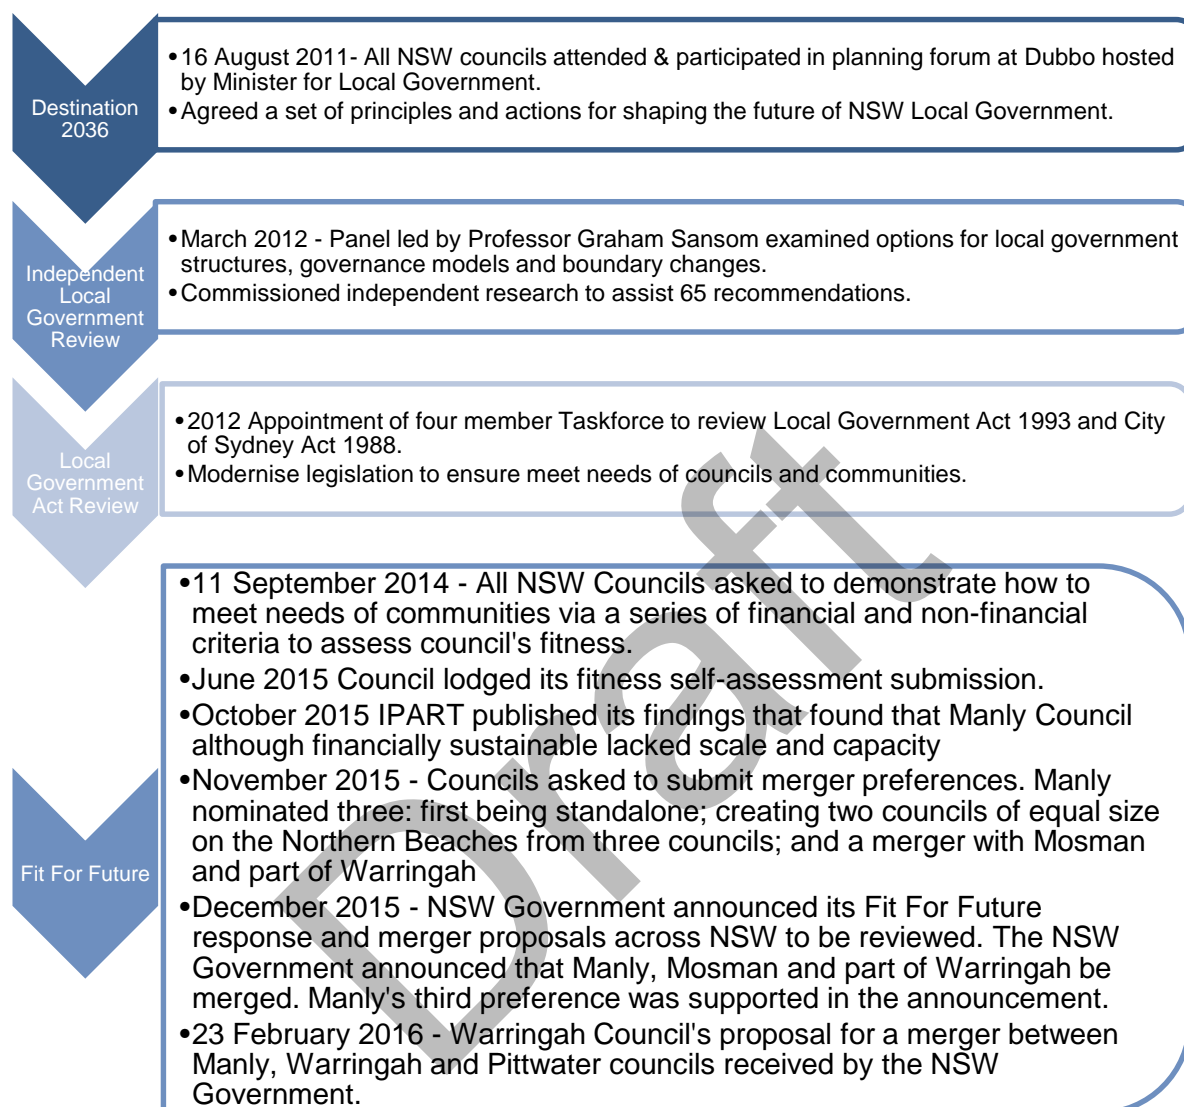 Destination
2036
•16 August 2011- All NSW councils attended & participated in planning forum at Dubbo hosted
by Minister for Local Government.
•Agreed a set of principles and actions for shaping the future of NSW Local Government.
Independent
Local
Government
Review
•March 2012 - Panel led by Professor Graham Sansom examined options for local government
structures, governance models and boundary changes.
•Commissioned independent research to assist 65 recommendations.
Local
Government
Act Review
•2012 Appointment of four member Taskforce to review Local Government Act 1993 and City
of Sydney Act 1988.
•Modernise legislation to ensure meet needs of councils and communities.
Fit For Future
•11 September 2014 - All NSW Councils asked to demonstrate how to
meet needs of communities via a series of financial and non-financial
criteria to assess council's fitness.
•June 2015 Council lodged its fitness self-assessment submission.
•October 2015 IPART published its findings that found that Manly Council
although financially sustainable lacked scale and capacity
•November 2015 - Councils asked to submit merger preferences. Manly
nominated three: first being standalone; creating two councils of equal size
on the Northern Beaches from three councils; and a merger with Mosman
and part of Warringah
•December 2015 - NSW Government announced its Fit For Future
response and merger proposals across NSW to be reviewed. The NSW
Government announced that Manly, Mosman and part of Warringah be
merged. Manly's third preference was supported in the announcement.
•23 February 2016 - Warringah Council's proposal for a merger between
Manly, Warringah and Pittwater councils received by the NSW
Government.
Draft